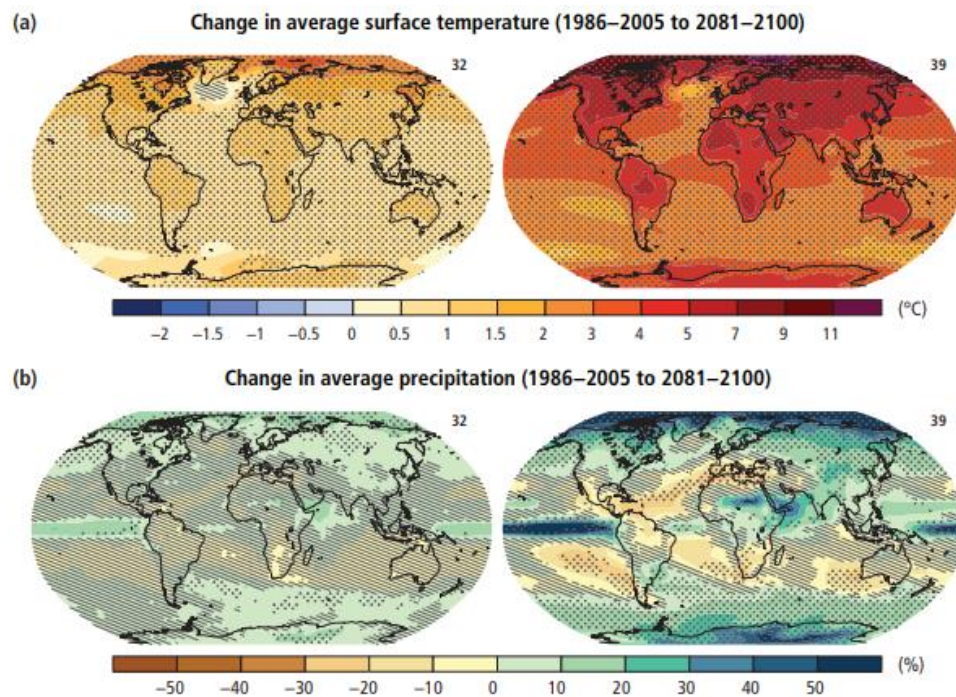 (a) Change in average surface temperature (1986–2005 to 2081–2100)
32 39
−2 −1.5 −1 −0.5 0 0.5 1 1.5 2 3 4 5 7 9 11 (°C)
(b) Change in average precipitation (1986–2005 to 2081–2100)
32 39
−50 −40 −30 −20 −10 0 10 20 30 40 50 (%)